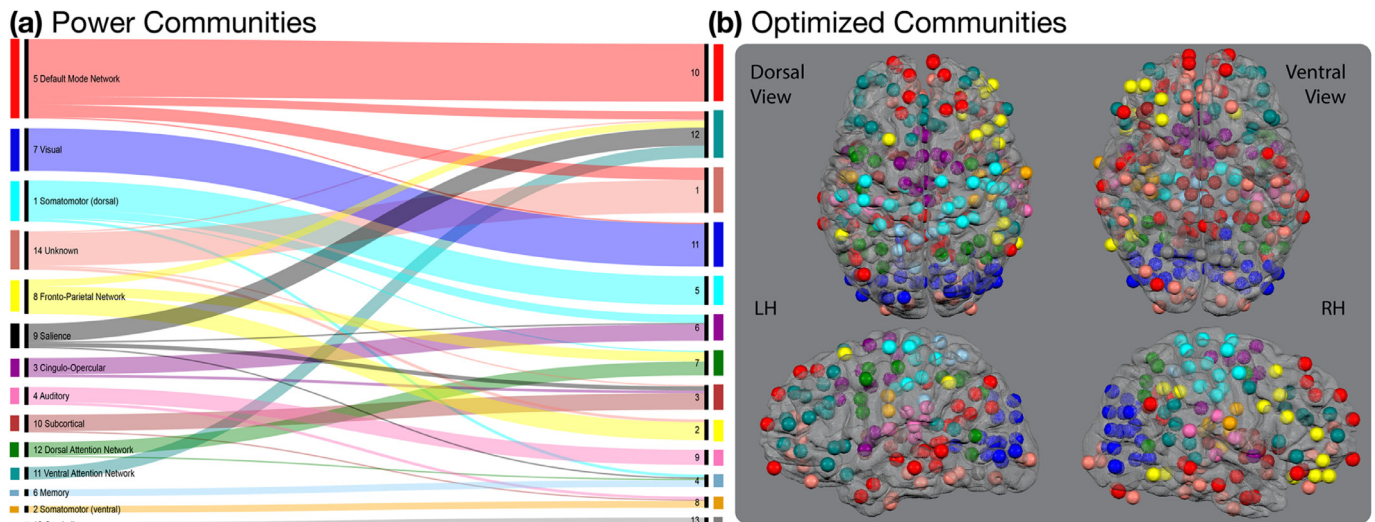 (a) Power Communities
5 Default Mode Network
7 Visual
1 Somatomotor (dorsal)
14 Unknown
8 Fronto-Parietal Network
9 Salience
3 Cingulo-Opercular
4 Auditory
10 Subcortical
12 Dorsal Attention Network
11 Ventral Attention Network
6 Memory
2 Somatomotor (ventral)
10
12
1
11
5
6
7
3
2
9
4
8
13
(b) Optimized Communities
Dorsal
View
Ventral
View
LH
RH